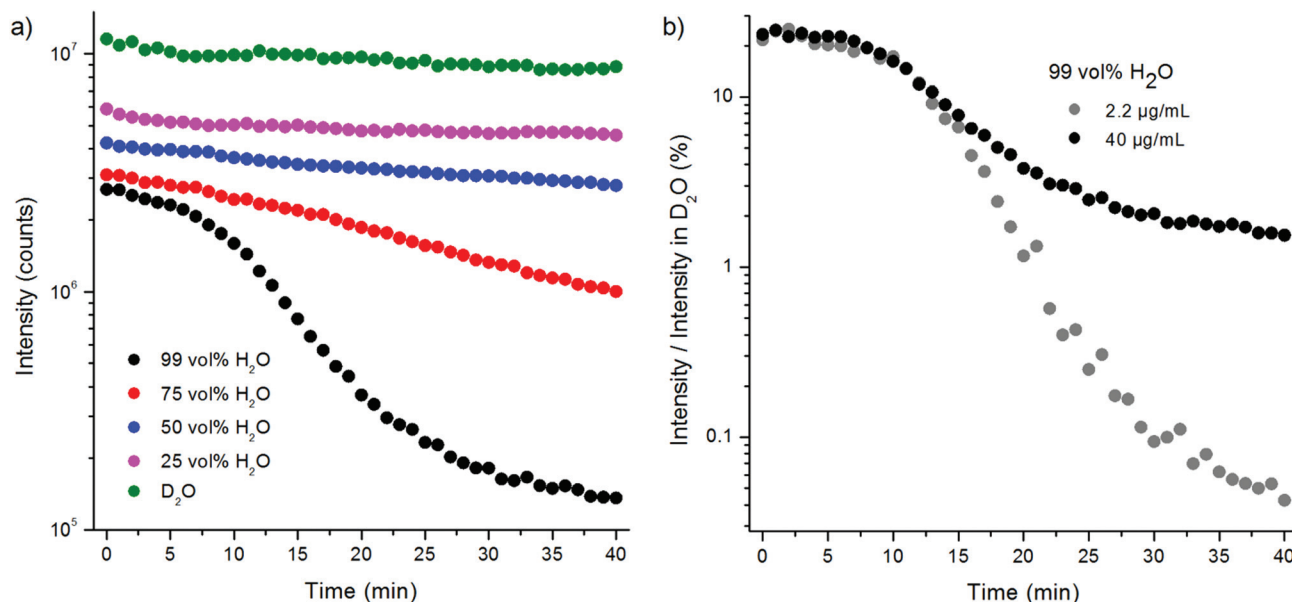 a)
Intensity (counts)
10⁷
10⁶
10⁵
99 vol% H₂O
75 vol% H₂O
50 vol% H₂O
25 vol% H₂O
D₂O
0 5 10 15 20 25 30 35 40
Time (min)
b)
Intensity / Intensity in D₂O (%)
10
1
0.1
99 vol% H₂O
2.2 µg/mL
40 µg/mL
0 5 10 15 20 25 30 35 40
Time (min)